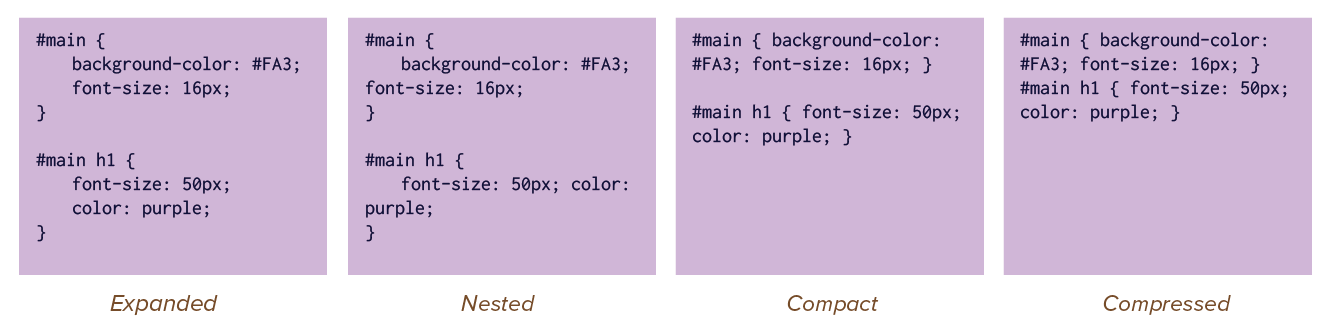 #main {
    background-color: #FA3;
    font-size: 16px;
}

#main h1 {
    font-size: 50px;
    color: purple;
}
Expanded
#main {
    background-color: #FA3;
font-size: 16px;
}

#main h1 {
    font-size: 50px; color:
purple;
}
Nested
#main { background-color:
#FA3; font-size: 16px; }

#main h1 { font-size: 50px;
color: purple; }
Compact
#main { background-color:
#FA3; font-size: 16px; }
#main h1 { font-size: 50px;
color: purple; }
Compressed